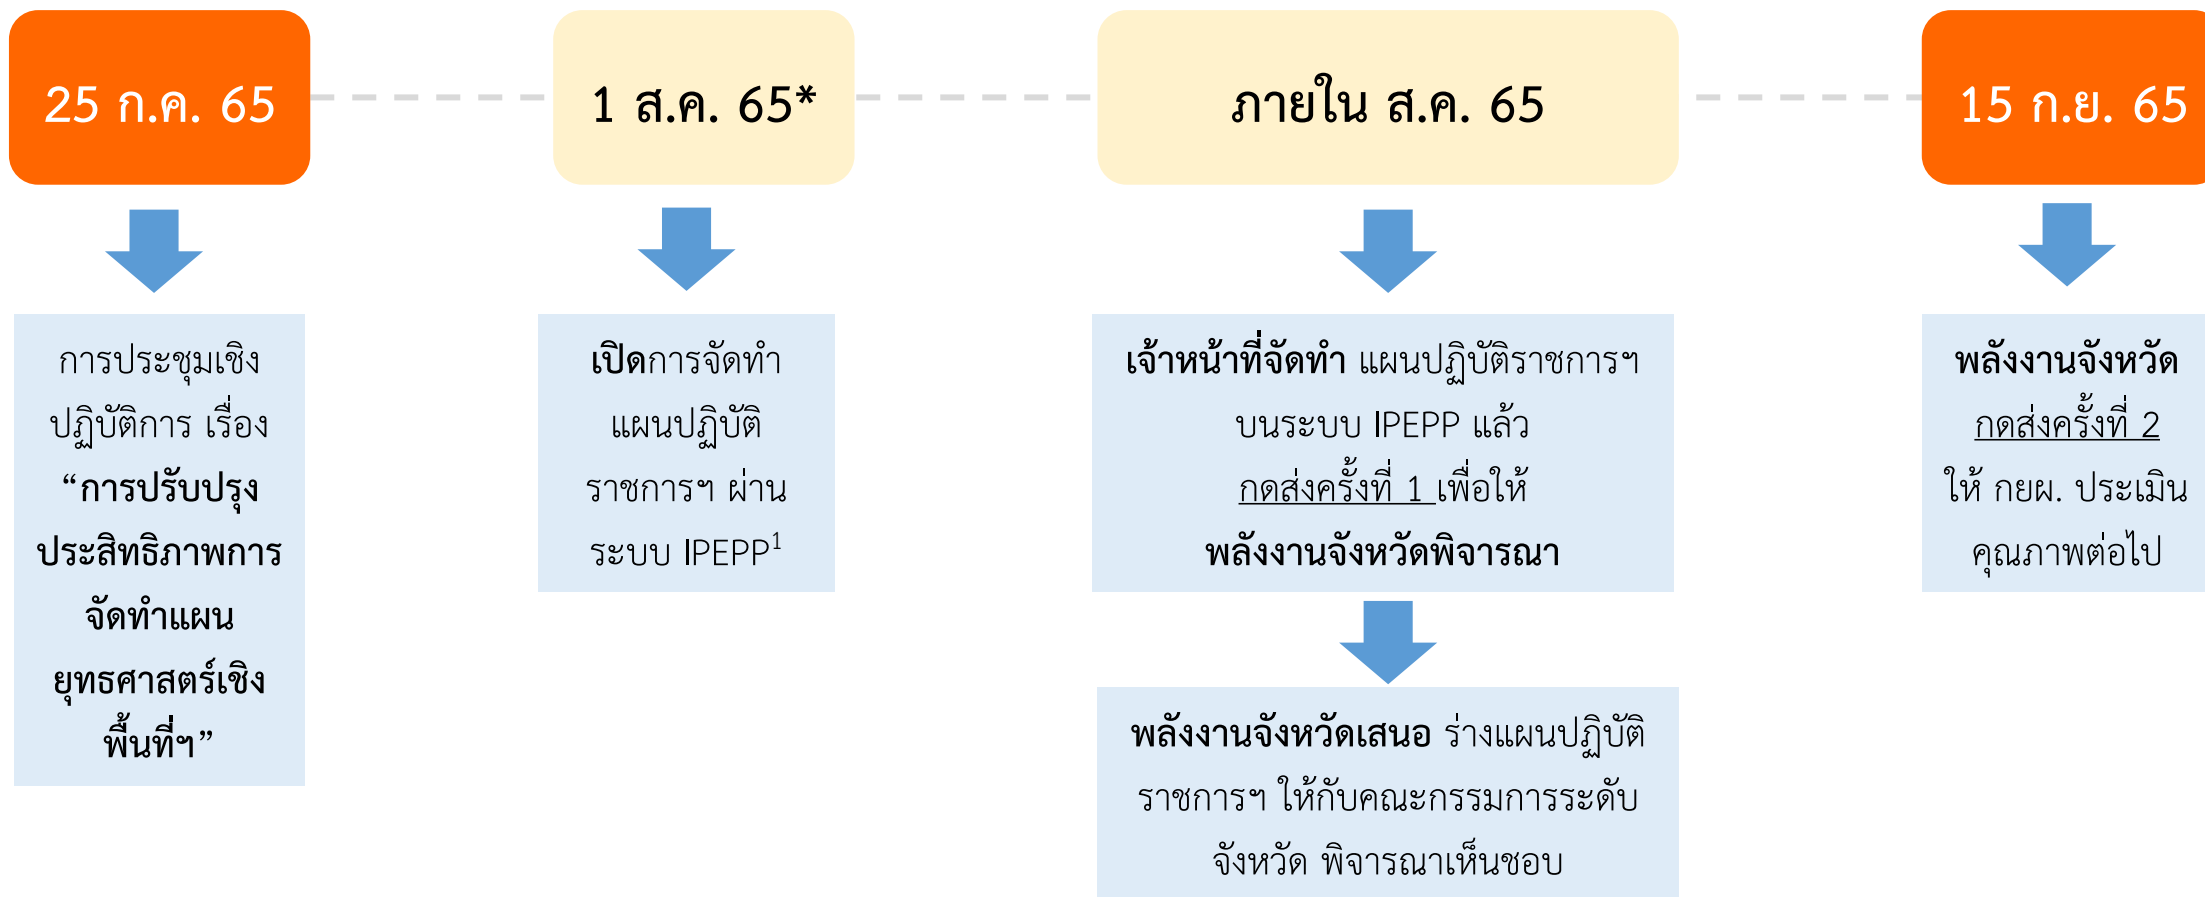 25 ก.ค. 65
1 ส.ค. 65*
ภายใน ส.ค. 65
15 ก.ย. 65
การประชุมเชิง
ปฏิบัติการ เรื่อง
“การปรับปรุง
ประสิทธิภาพการ
จัดทำแผน
ยุทธศาสตร์เชิง
พื้นที่ฯ”
เปิดการจัดทำ
แผนปฏิบัติ
ราชการฯ ผ่าน
ระบบ IPEPP¹
เจ้าหน้าที่จัดทำ แผนปฏิบัติราชการฯ
บนระบบ IPEPP แล้ว
กดส่งครั้งที่ 1 เพื่อให้
พลังงานจังหวัดพิจารณา
พลังงานจังหวัดเสนอ ร่างแผนปฏิบัติ
ราชการฯ ให้กับคณะกรรมการระดับ
จังหวัด พิจารณาเห็นชอบ
พลังงานจังหวัด
กดส่งครั้งที่ 2
ให้ กยผ. ประเมิน
คุณภาพต่อไป